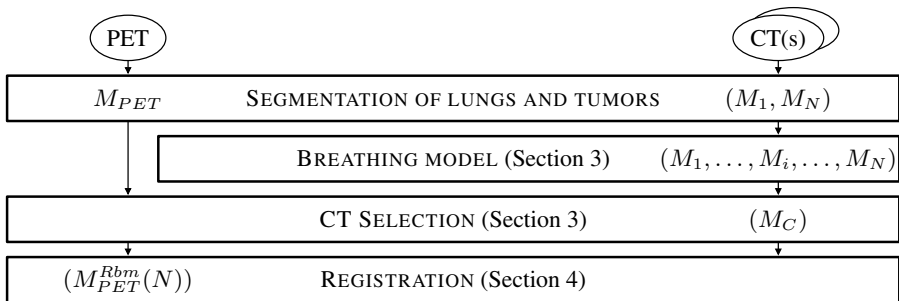 PET CT(s)
M_{PET} SEGMENTATION OF LUNGS AND TUMORS (M_1, M_N)
BREATHING MODEL (Section 3) (M_1, . . . , M_i, . . . , M_N)
CT SELECTION (Section 3) (M_C)
(M_{PET}^{Rbm}(N)) REGISTRATION (Section 4)